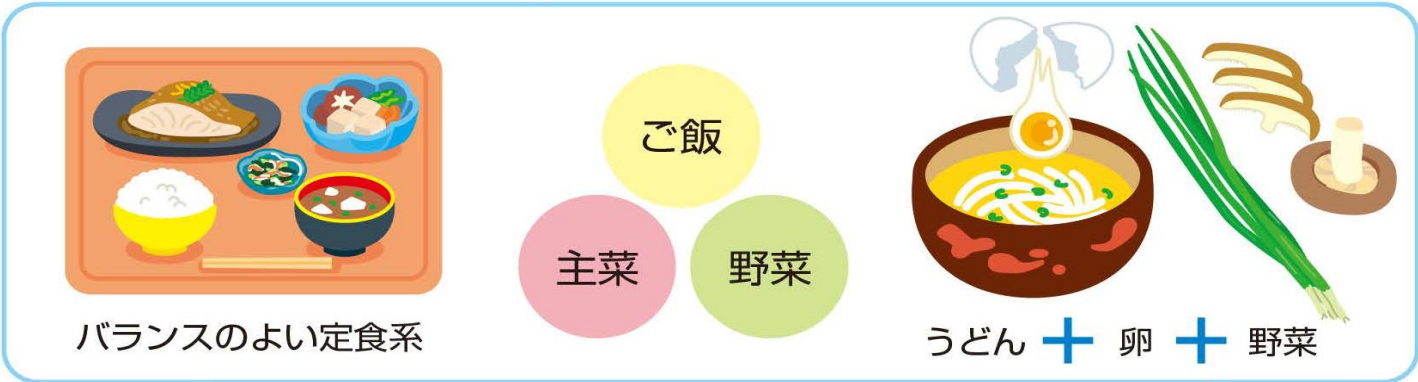 バランスのよい定食系
ご飯
主菜
野菜
うどん + 卵 + 野菜